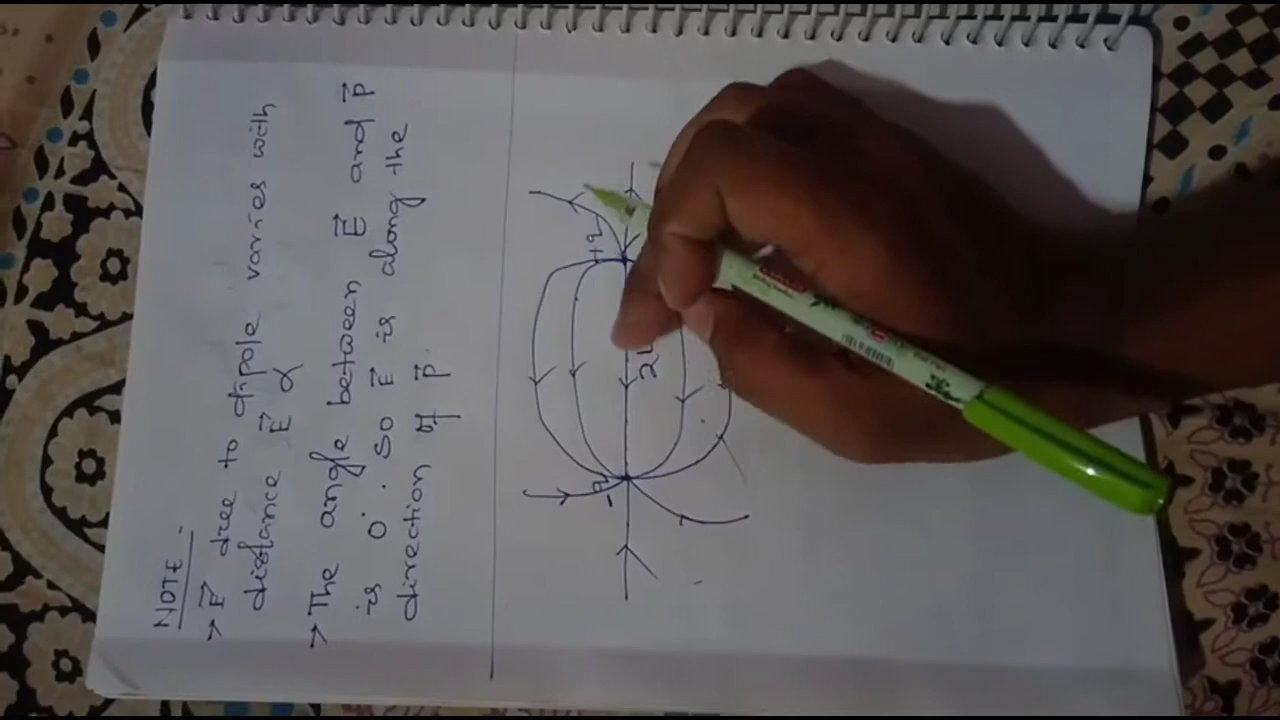 NOTE :-
→ E⃗ due to dipole varies with
distance E⃗ α
→ The angle between E⃗ and P⃗
is 0°. So E⃗ is along the
direction of P⃗.
+q
-q